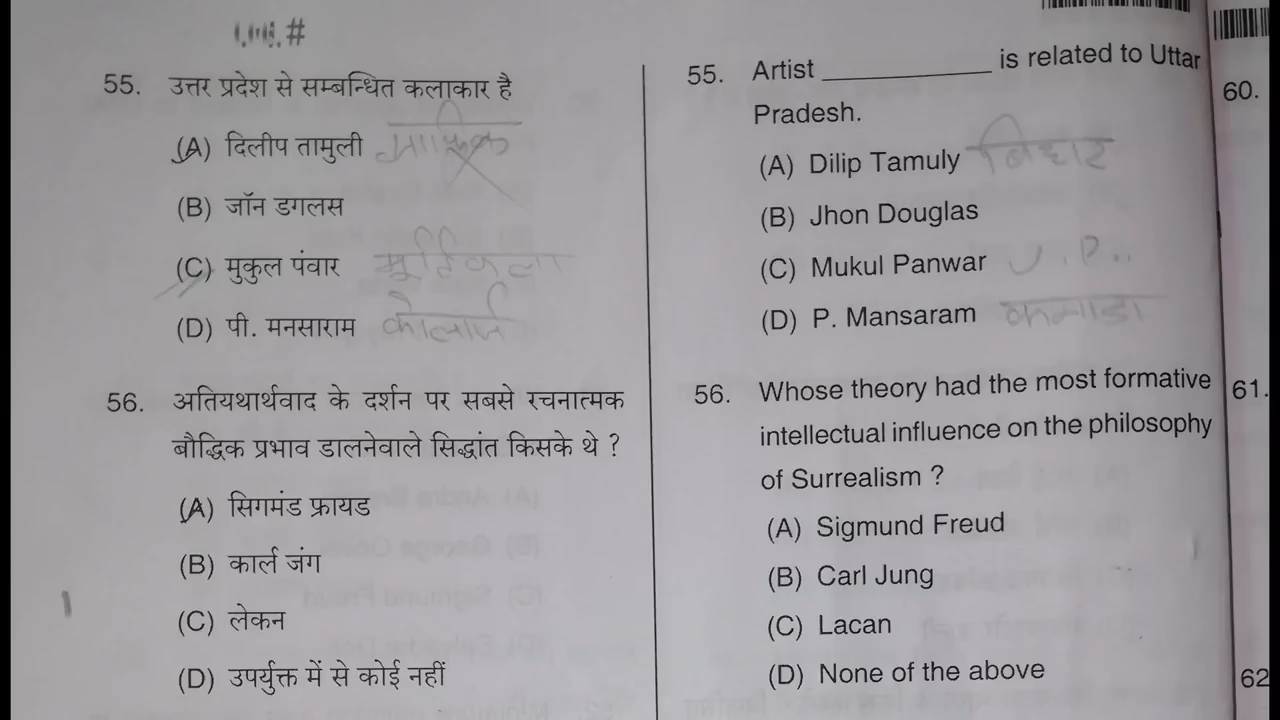 #
55. उत्तर प्रदेश से सम्बन्धित कलाकार है
(A) दिलीप तामुली ग्राफिक
(B) जॉन डगलस
(C) मुकुल पंवार मूर्तिकला
(D) पी. मनसाराम कोलाज
56. अतियथार्थवाद के दर्शन पर सबसे रचनात्मक
बौद्धिक प्रभाव डालनेवाले सिद्धांत किसके थे ?
(A) सिगमंड फ्रायड
(B) कार्ल जंग
(C) लेकन
(D) उपर्युक्त में से कोई नहीं
55. Artist ____________ is related to Uttar
Pradesh.
(A) Dilip Tamuly बिहार
(B) Jhon Douglas
(C) Mukul Panwar U.P..
(D) P. Mansaram
56. Whose theory had the most formative
intellectual influence on the philosophy
of Surrealism ?
(A) Sigmund Freud
(B) Carl Jung
(C) Lacan
(D) None of the above
60.
61.
62